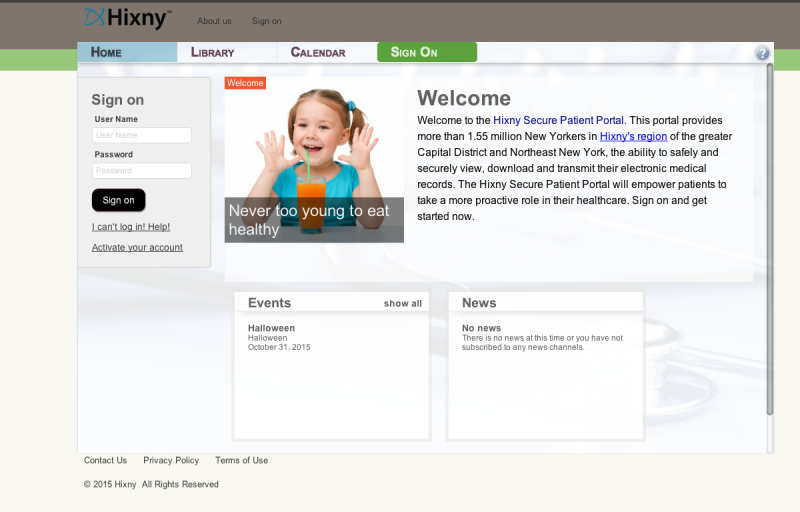 Hixny™
About us
Sign on
Home
Library
Calendar
Sign On
?
Sign on
User Name
User Name
Password
Password
Sign on
I can't log in! Help!
Activate your account
Welcome
Never too young to eat
healthy
Welcome
Welcome to the Hixny Secure Patient Portal. This portal provides
more than 1.55 million New Yorkers in Hixny's region of the greater
Capital District and Northeast New York, the ability to safely and
securely view, download and transmit their electronic medical
records. The Hixny Secure Patient Portal will empower patients to
take a more proactive role in their healthcare. Sign on and get
started now.
Events
show all
Halloween
Halloween
October 31, 2015
News
No news
There is no news at this time or you have not
subscribed to any news channels.
Contact Us
Privacy Policy
Terms of Use
© 2015 Hixny All Rights Reserved